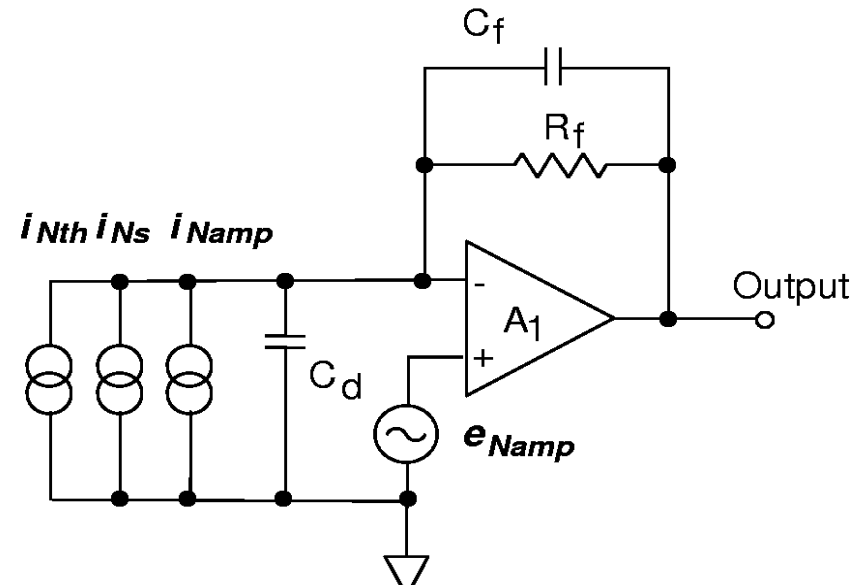 Cf
Rf
iNth iNs iNamp
Output
-
A1
+
Cd
eNamp